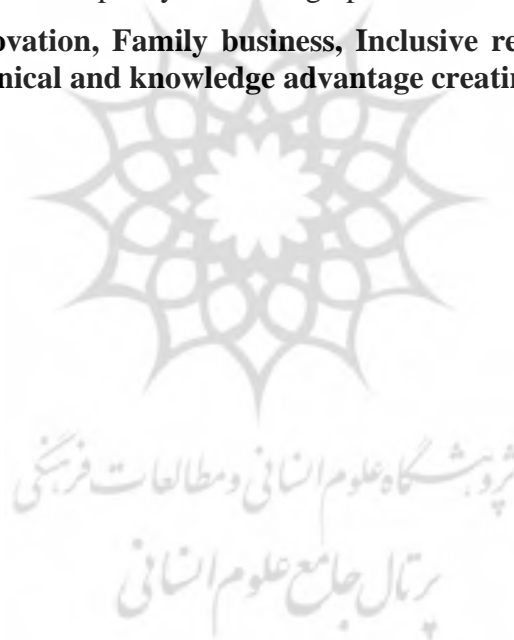 ovation, Family business, Inclusive re
nical and knowledge advantage creatin
پژوهشگاه علوم انسانی و مطالعات فرهنگی
پرتال جامع علوم انسانی